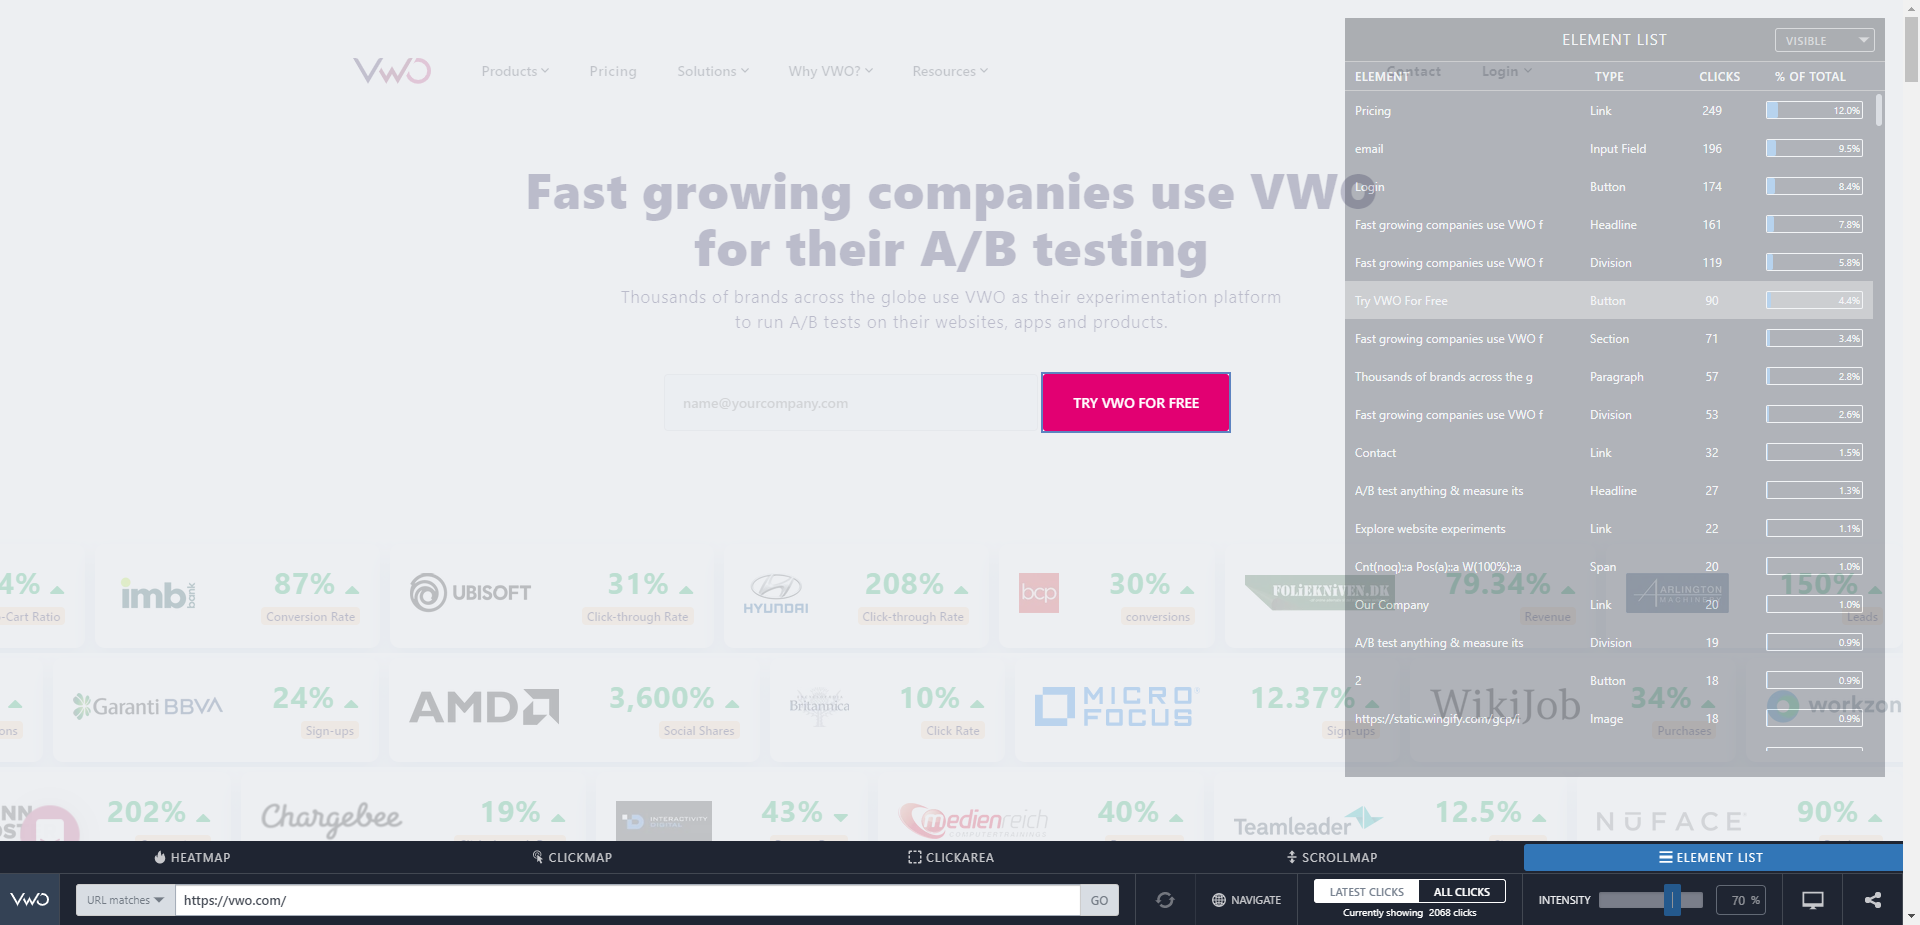 VWO
Products
Pricing
Solutions
Why VWO?
Resources
Contact
Login
Fast growing companies use VWO
for their A/B testing
Thousands of brands across the globe use VWO as their experimentation platform
to run A/B tests on their websites, apps and products.
name@yourcompany.com
TRY VWO FOR FREE
ELEMENT LIST
VISIBLE
ELEMENT TYPE CLICKS % OF TOTAL
Pricing Link 249 12.0%
email Input Field 196 9.5%
Login Button 174 8.4%
Fast growing companies use VWO f Headline 161 7.8%
Fast growing companies use VWO f Division 119 5.8%
Try VWO For Free Button 90 4.4%
Fast growing companies use VWO f Section 71 3.4%
Thousands of brands across the g Paragraph 57 2.8%
Fast growing companies use VWO f Division 53 2.6%
Contact Link 32 1.5%
A/B test anything & measure its Headline 27 1.3%
Explore website experiments Link 22 1.1%
Cnt(noq)::a Pos(a)::a W(100%)::a Span 20 1.0%
Our Company Link 20 1.0%
A/B test anything & measure its Division 19 0.9%
2 Button 18 0.9%
https://static.wingify.com/gcp/i Image 18 0.9%
4%
-Cart Ratio
imb bank
87%
Conversion Rate
UBISOFT
31%
Click-through Rate
HYUNDAI
208%
Click-through Rate
bcp
30%
conversions
FOLiEKNiVEN.DK
79.34%
Revenue
ARLINGTON
MACHINERY
150%
Leads
ons
Garanti BBVA
24%
Sign-ups
AMD
3,600%
Social Shares
Britannica
10%
Click Rate
MICRO
FOCUS
12.37%
Sign-ups
WikiJob
34%
Purchases
workzon
202%
Chargebee
19%
INTERACTIVITY
DIGITAL
43%
medienreich
COMPUTERTRAININGS
40%
Teamleader
12.5%
NUFACE
90%
HEATMAP
CLICKMAP
CLICKAREA
SCROLLMAP
ELEMENT LIST
VWO
URL matches
https://vwo.com/
GO
NAVIGATE
LATEST CLICKS
ALL CLICKS
Currently showing 2068 clicks
INTENSITY
70 %